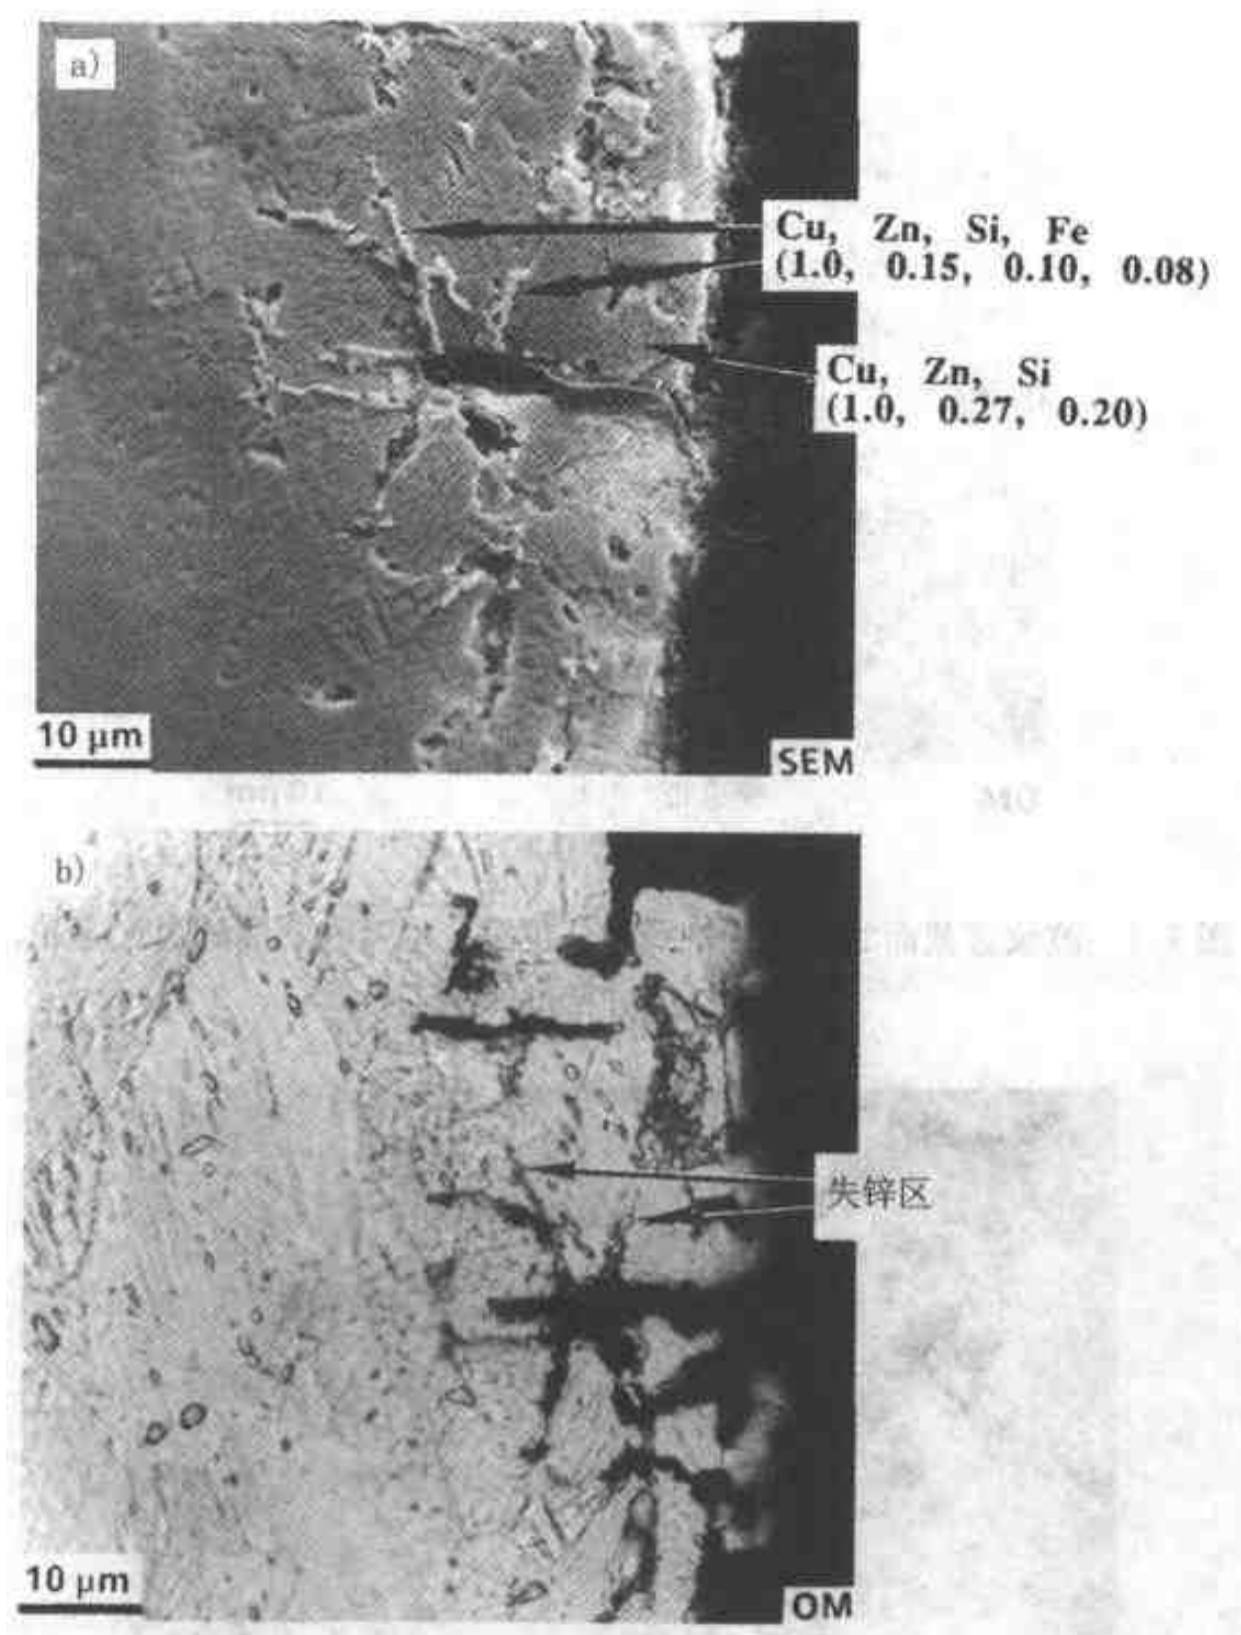 a)
Cu, Zn, Si, Fe
(1.0, 0.15, 0.10, 0.08)
Cu, Zn, Si
(1.0, 0.27, 0.20)
10 μm
SEM
b)
失锌区
10 μm
OM